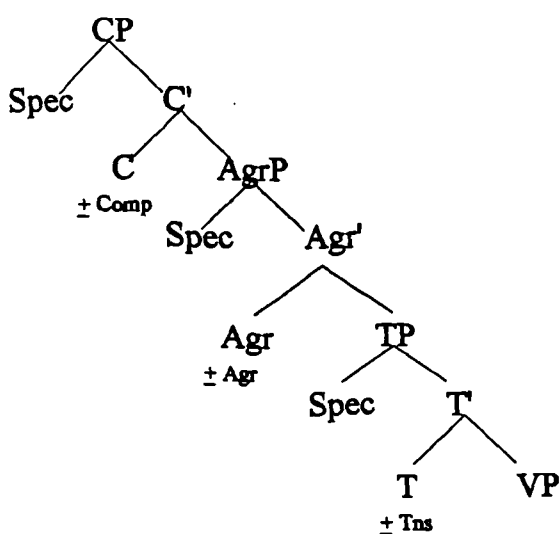 CP
Spec C'
C AgrP
± Comp
Spec Agr'
Agr TP
± Agr
Spec T'
T VP
± Tns